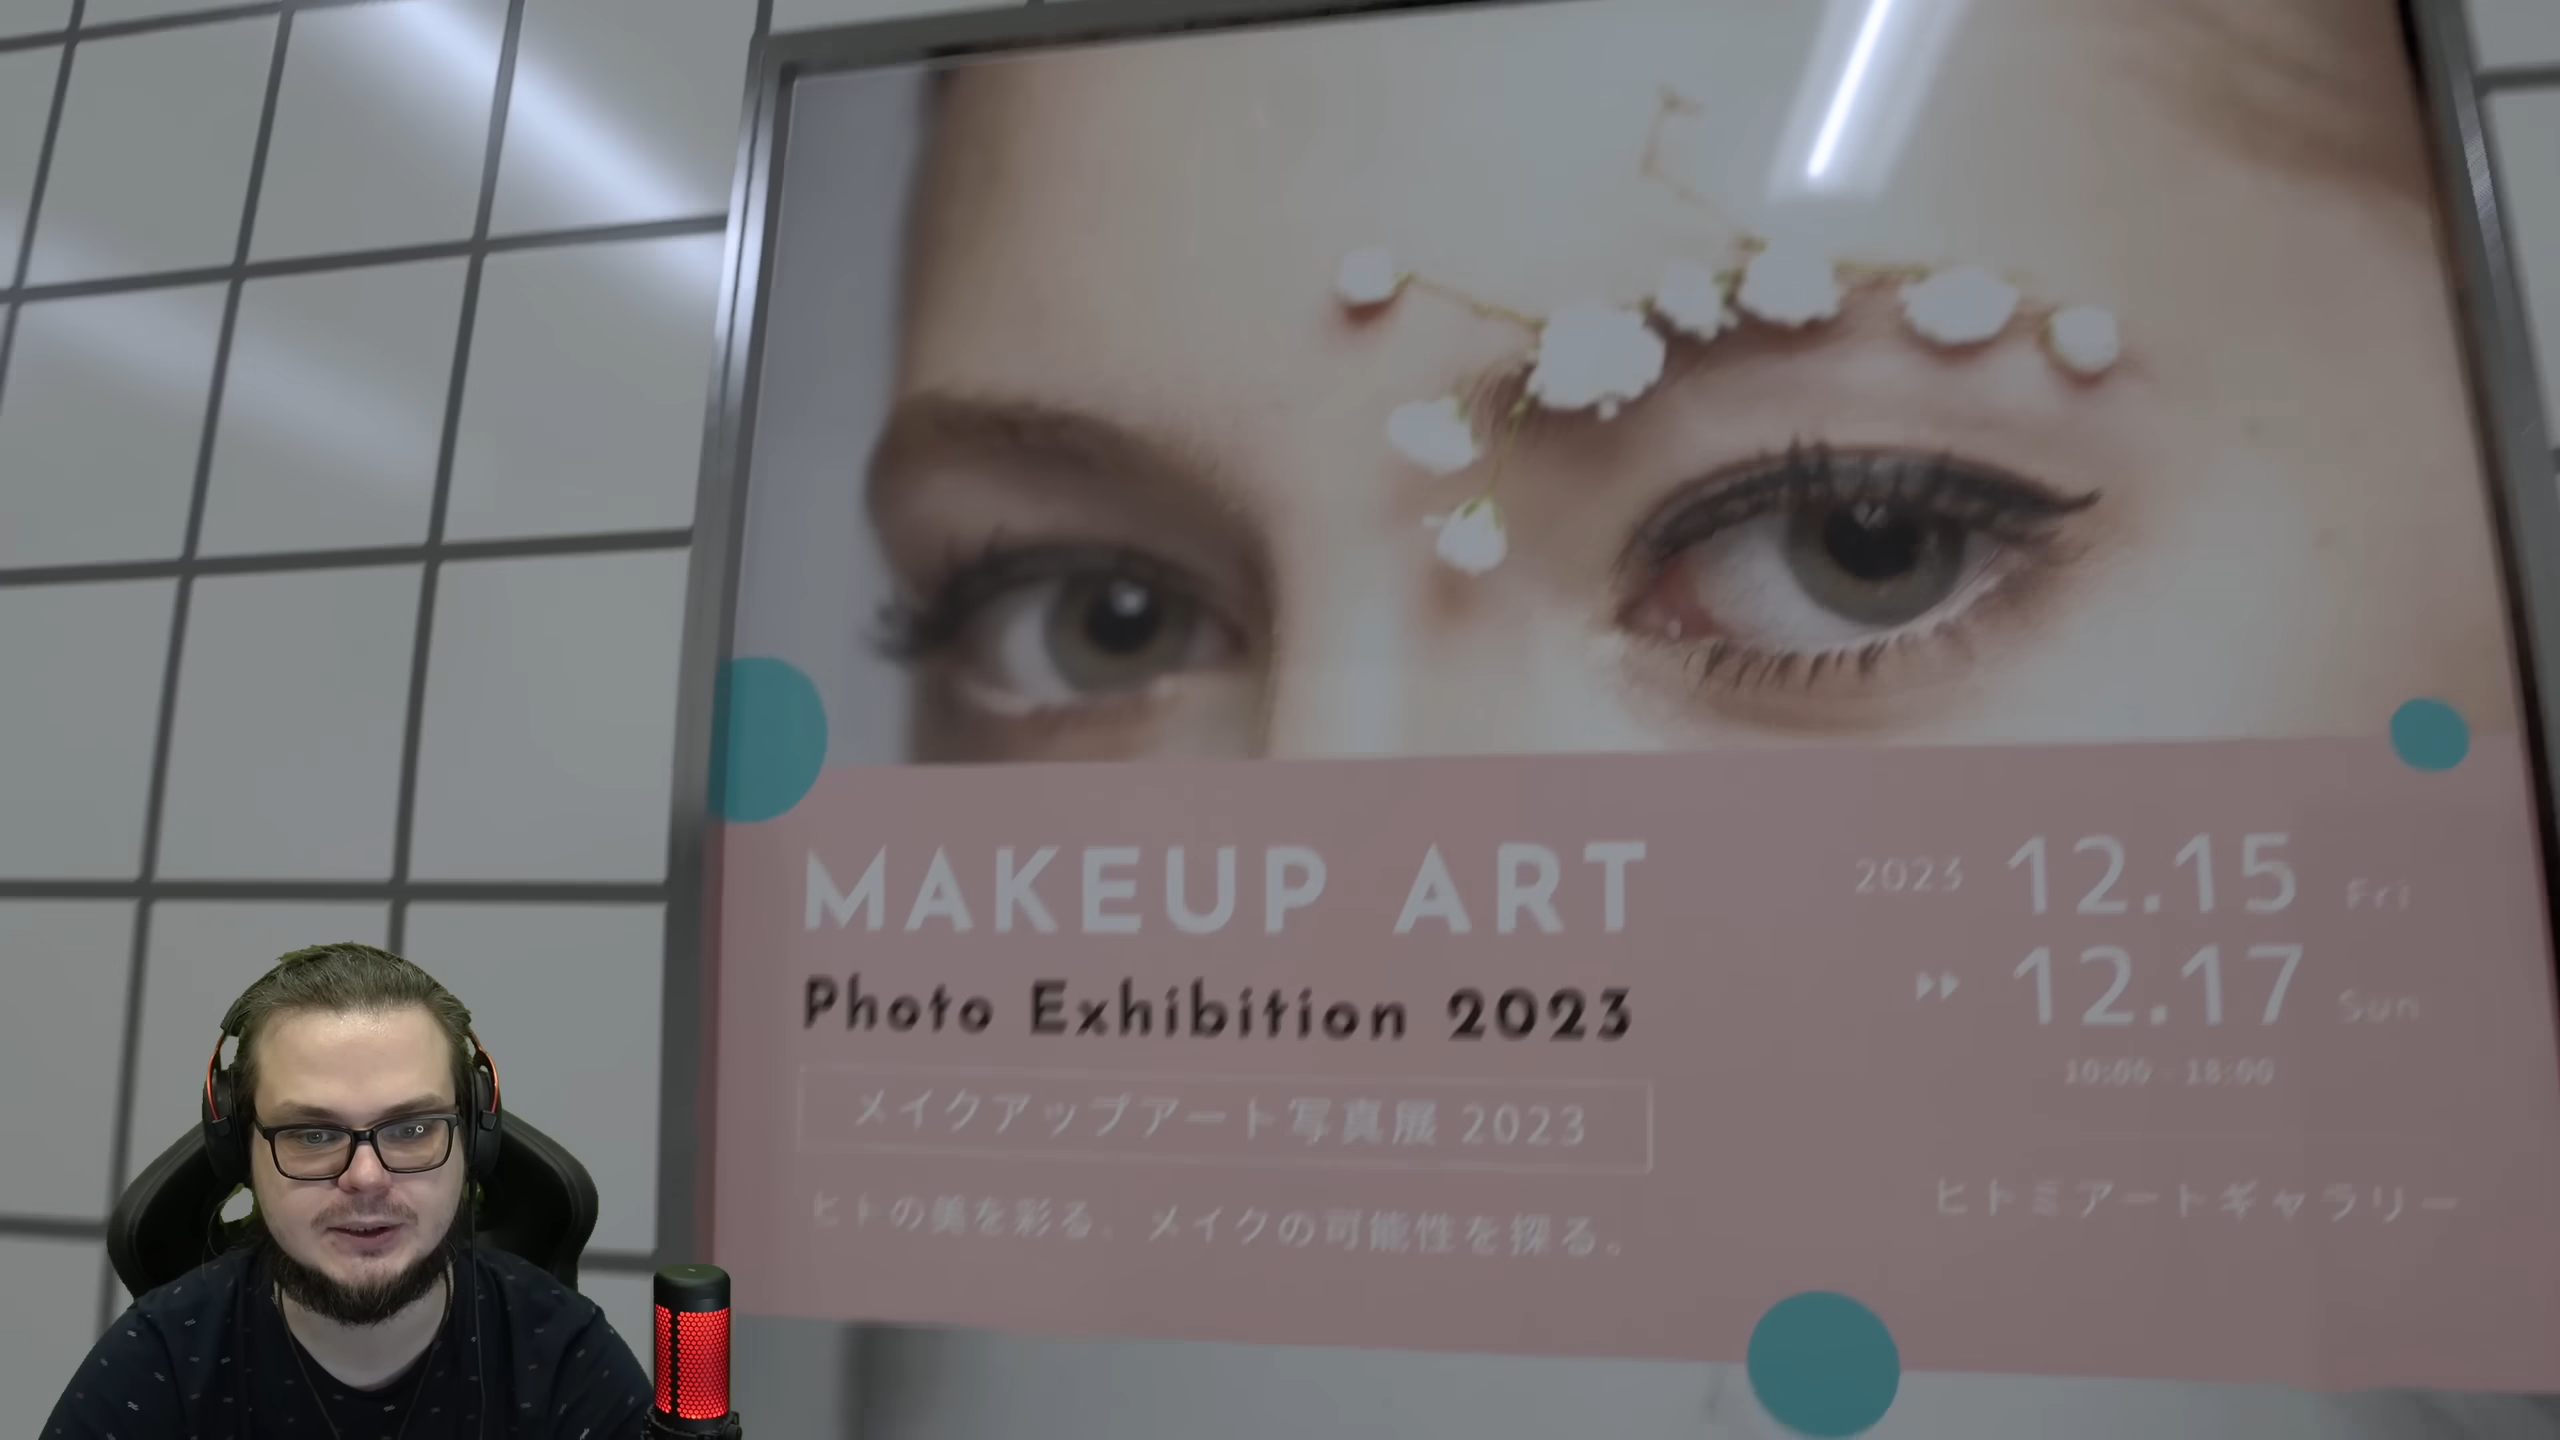 MAKEUP ART
Photo Exhibition 2023
メイクアップアート写真展 2023
ヒトの美を彩る。メイクの可能性を探る。
2023 12.15 Fri
12.17 Sun
10:00 - 18:00
ヒトミアートギャラリー